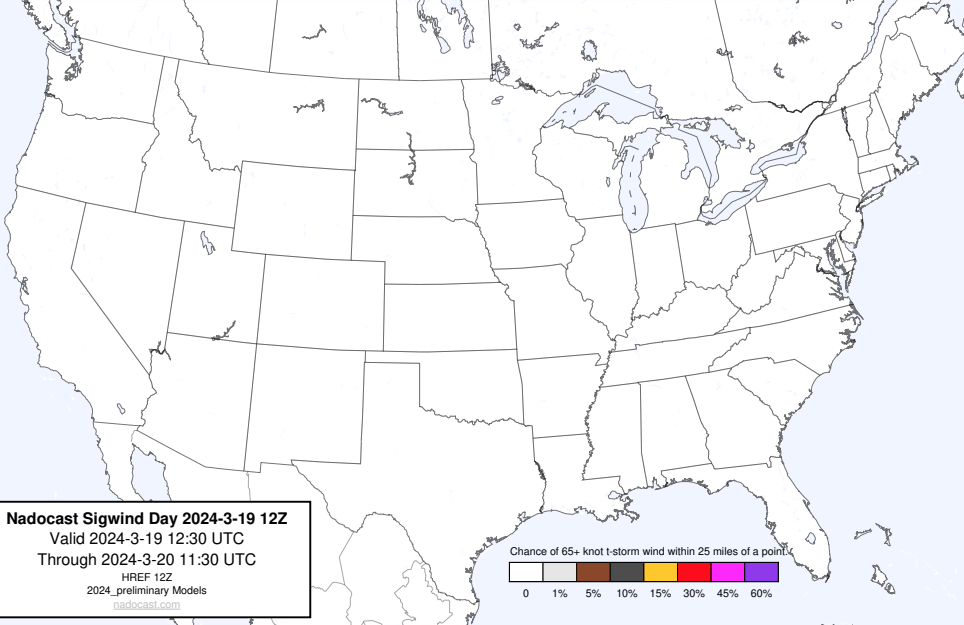 Nadocast Sigwind Day 2024-3-19 12Z
Valid 2024-3-19 12:30 UTC
Through 2024-3-20 11:30 UTC
HREF 12Z
2024_preliminary Models
nadocast.com
Chance of 65+ knot t-storm wind within 25 miles of a point.
0 1% 5% 10% 15% 30% 45% 60%